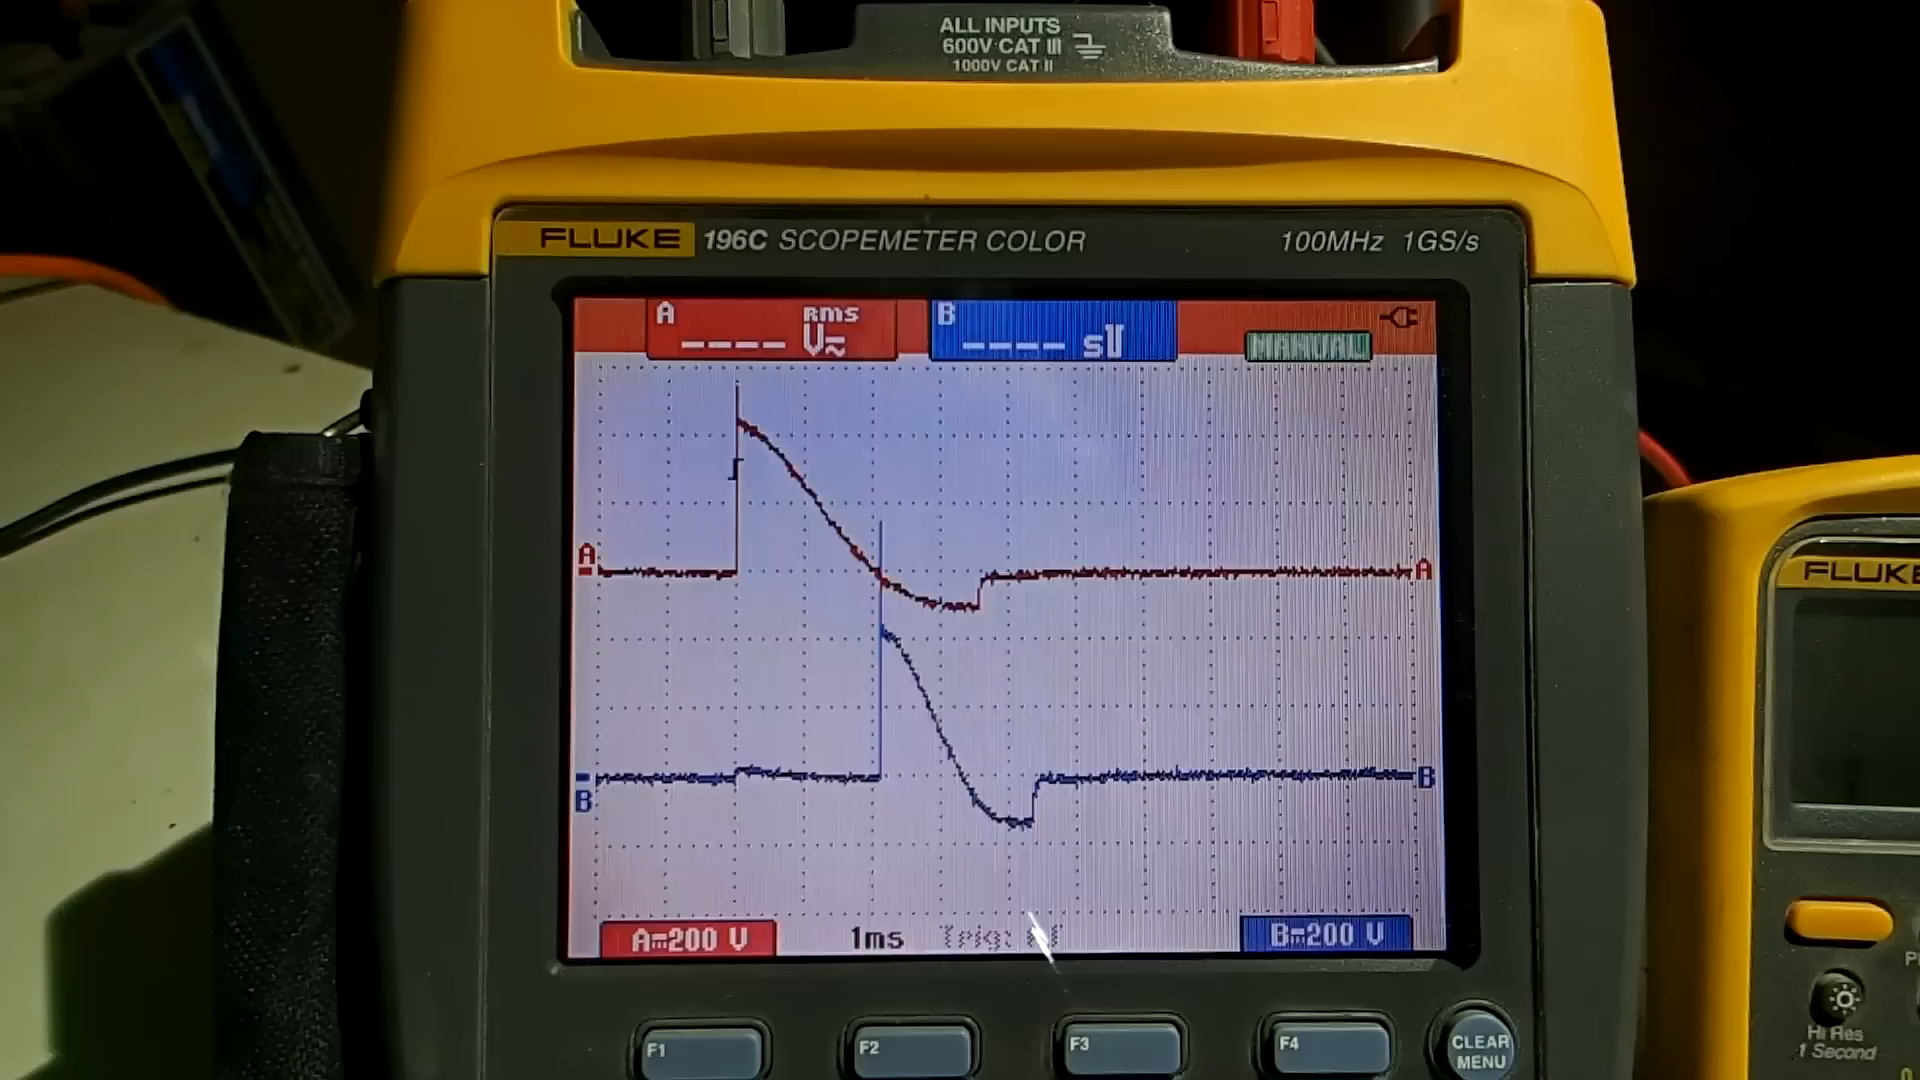 ALL INPUTS
600V CAT III
1000V CAT II
FLUKE 196C SCOPEMETER COLOR 100MHz 1GS/s
A ---- RMS V
B ---- s
MANUAL
A A
B B
A=200 V 1ms Trig: B=200 V
F1 F2 F3 F4 CLEAR MENU
FLUKE
Hi Res
1 Second